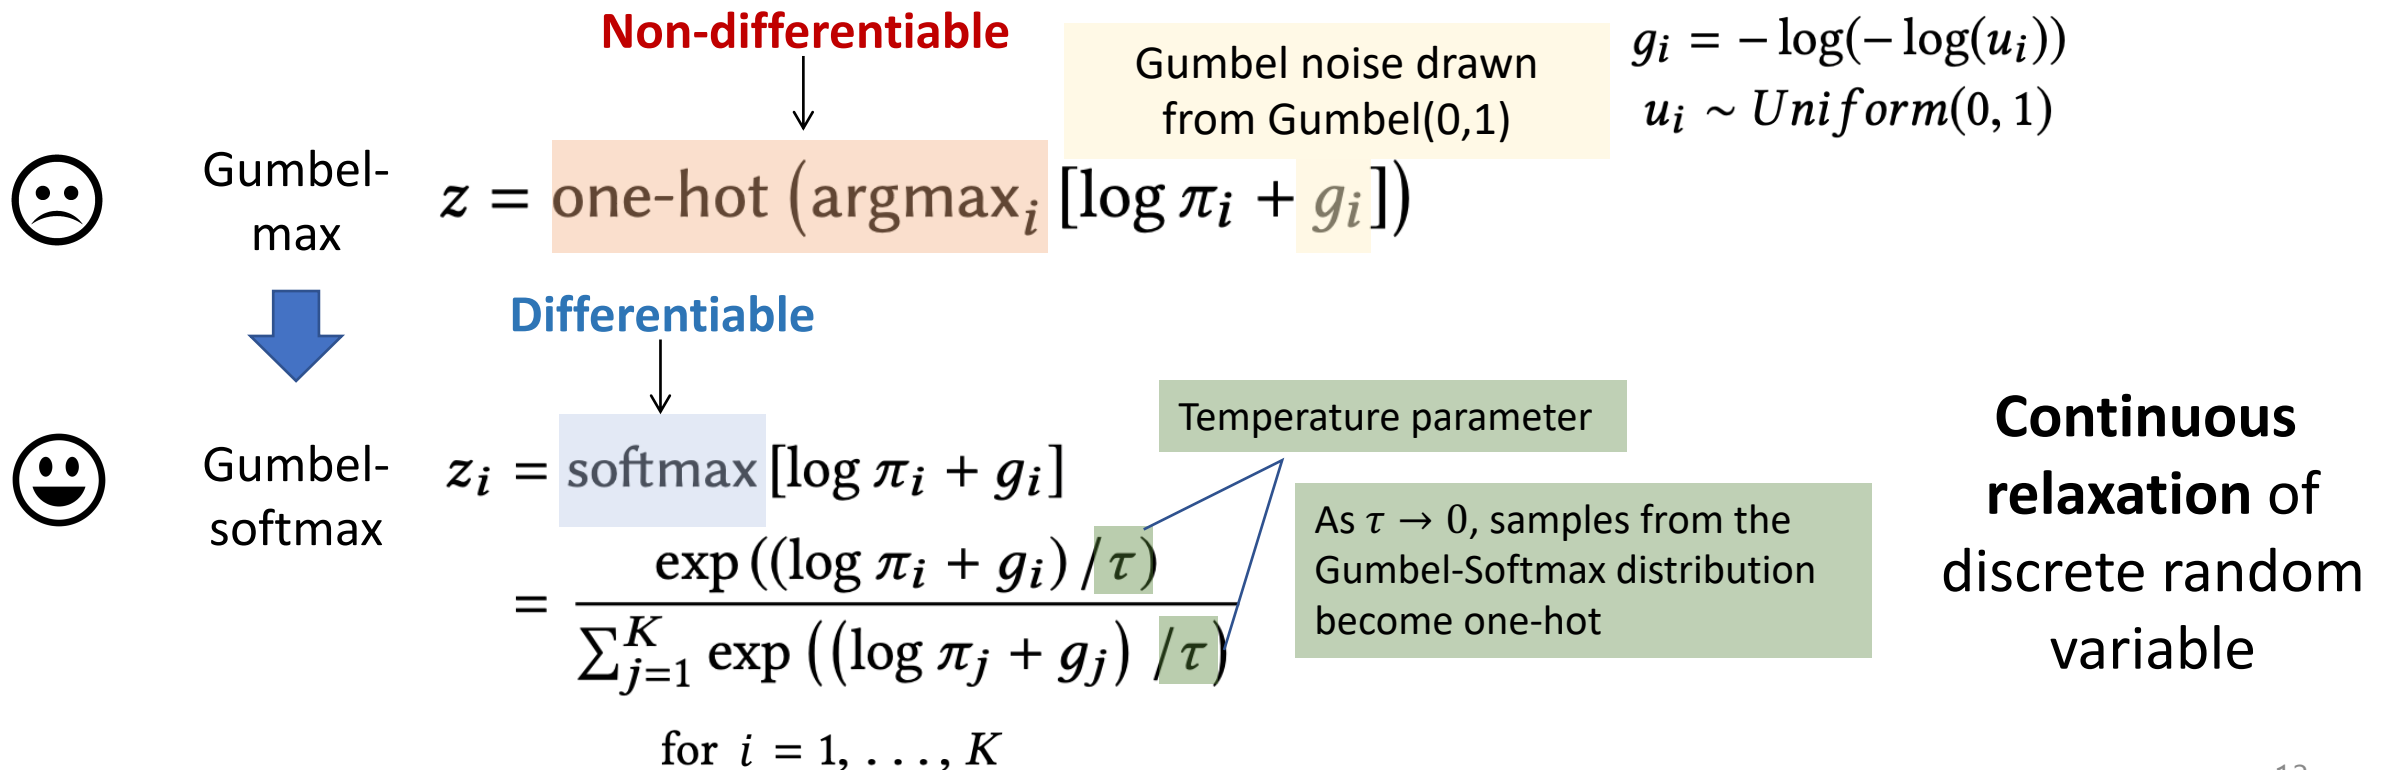 Non-differentiable
Gumbel noise drawn
from Gumbel(0,1)
g_i = − log(− log(u_i))
u_i ~ Uniform(0, 1)
Gumbel-
max
z = one-hot (argmax_i [log π_i + g_i])
Differentiable
Gumbel-
softmax
z_i = softmax [log π_i + g_i]
= exp ((log π_i + g_i) /τ) / ∑_{j=1}^{K} exp ((log π_j + g_j) /τ)
for i = 1, . . . , K
Temperature parameter
As τ → 0, samples from the
Gumbel-Softmax distribution
become one-hot
Continuous
relaxation of
discrete random
variable